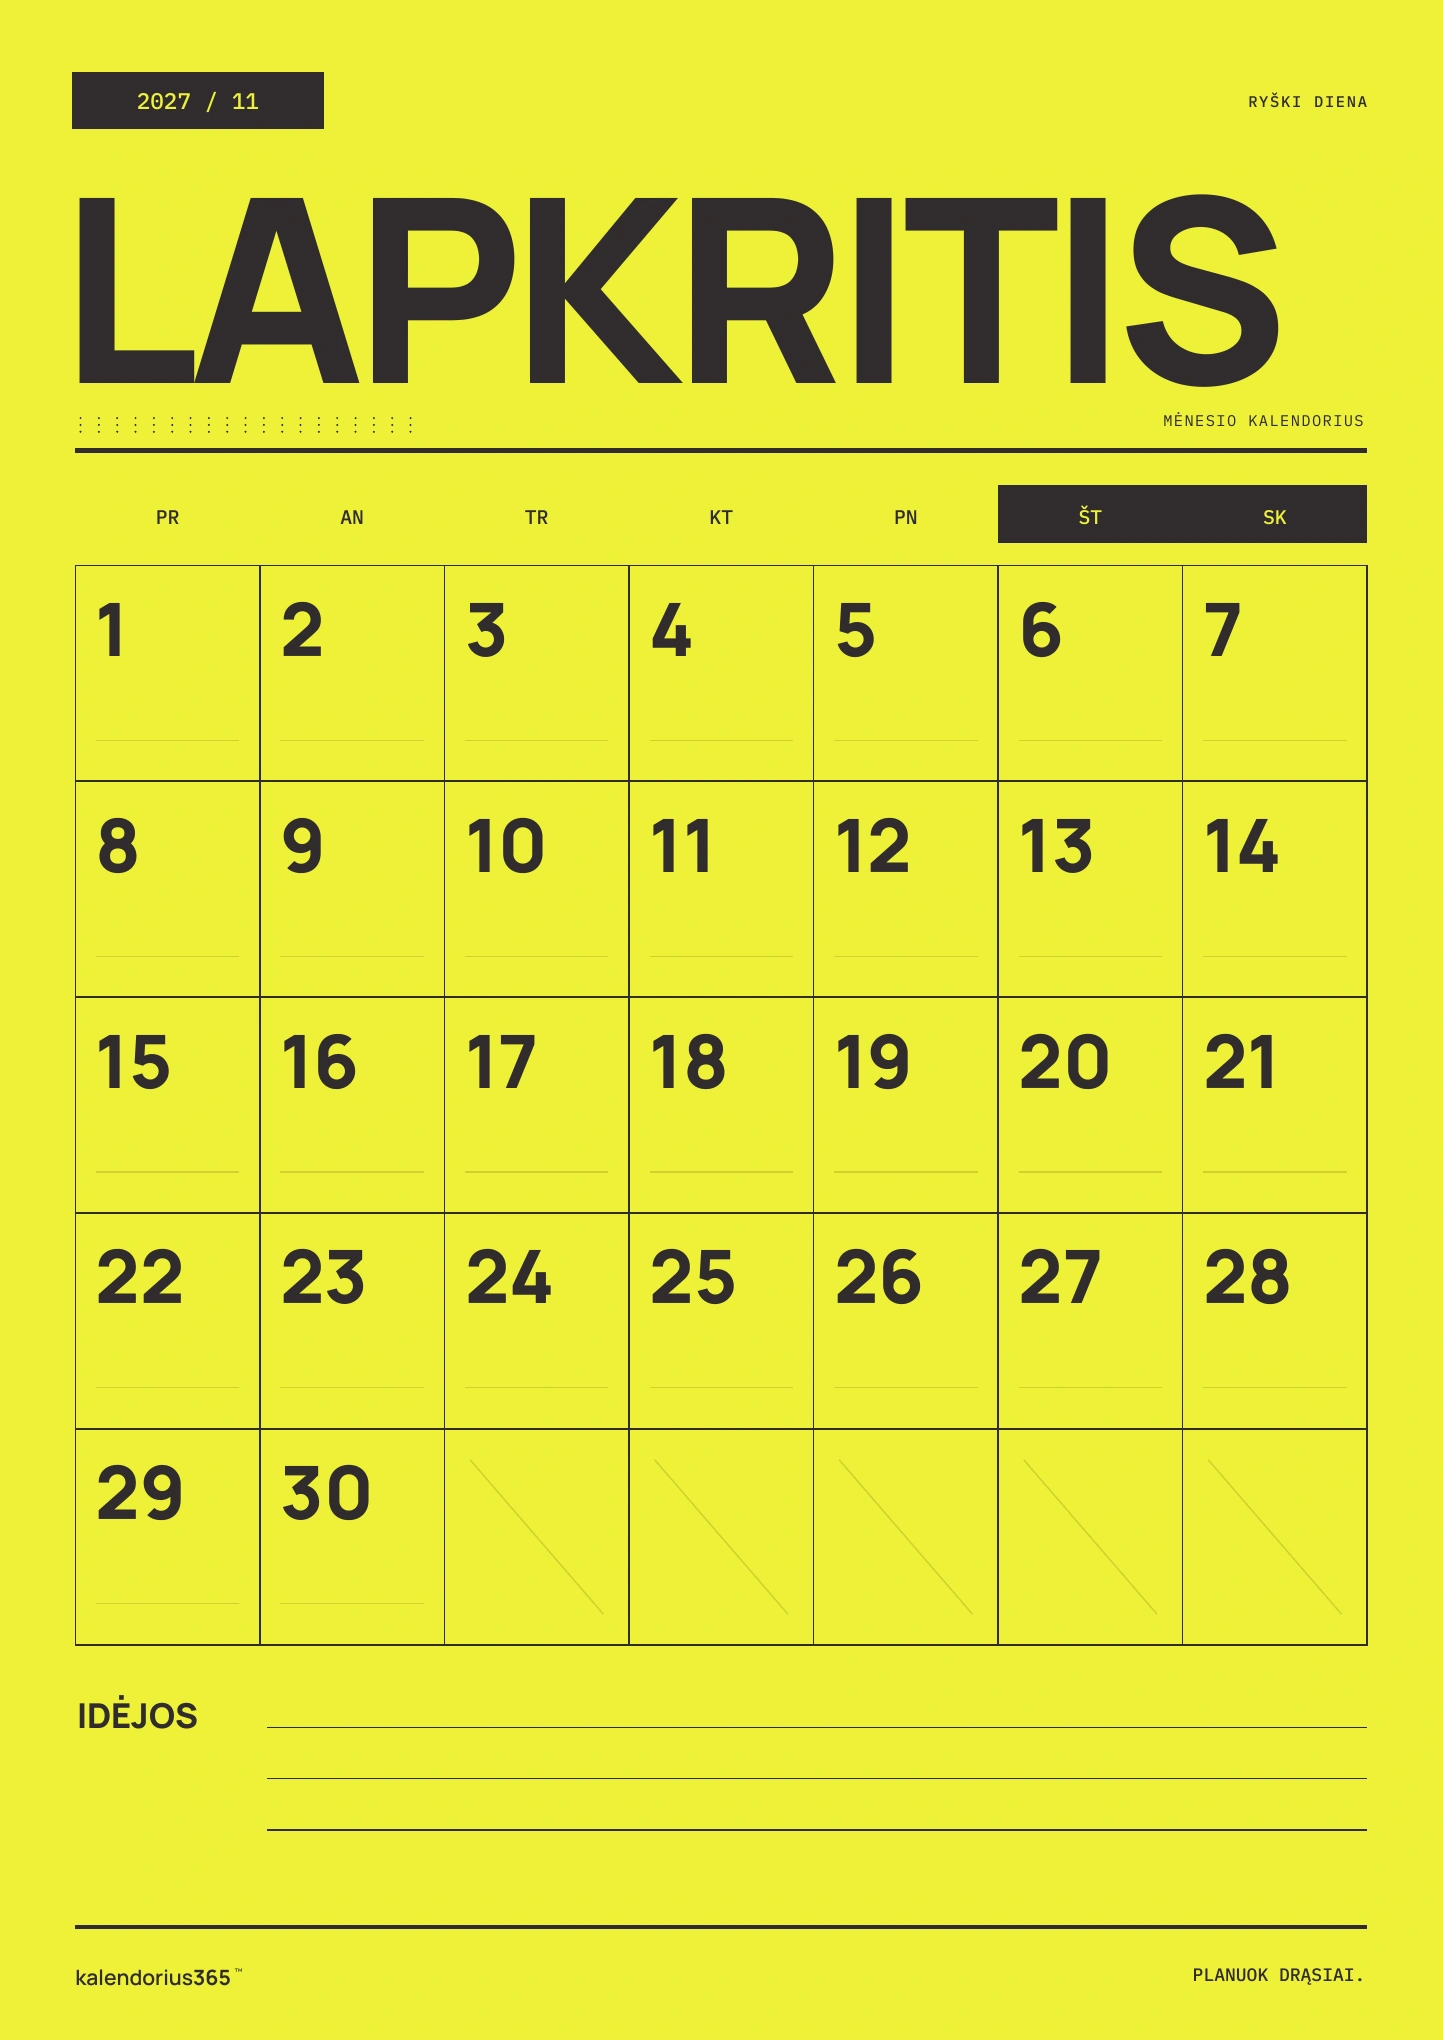 2027 / 11
RYŠKI DIENA
LAPKRITIS
MĖNESIO KALENDORIUS
PR AN TR KT PN ŠT SK
1 2 3 4 5 6 7
8 9 10 11 12 13 14
15 16 17 18 19 20 21
22 23 24 25 26 27 28
29 30
IDĖJOS
kalendorius365™
PLANUOK DRĄSIAI.